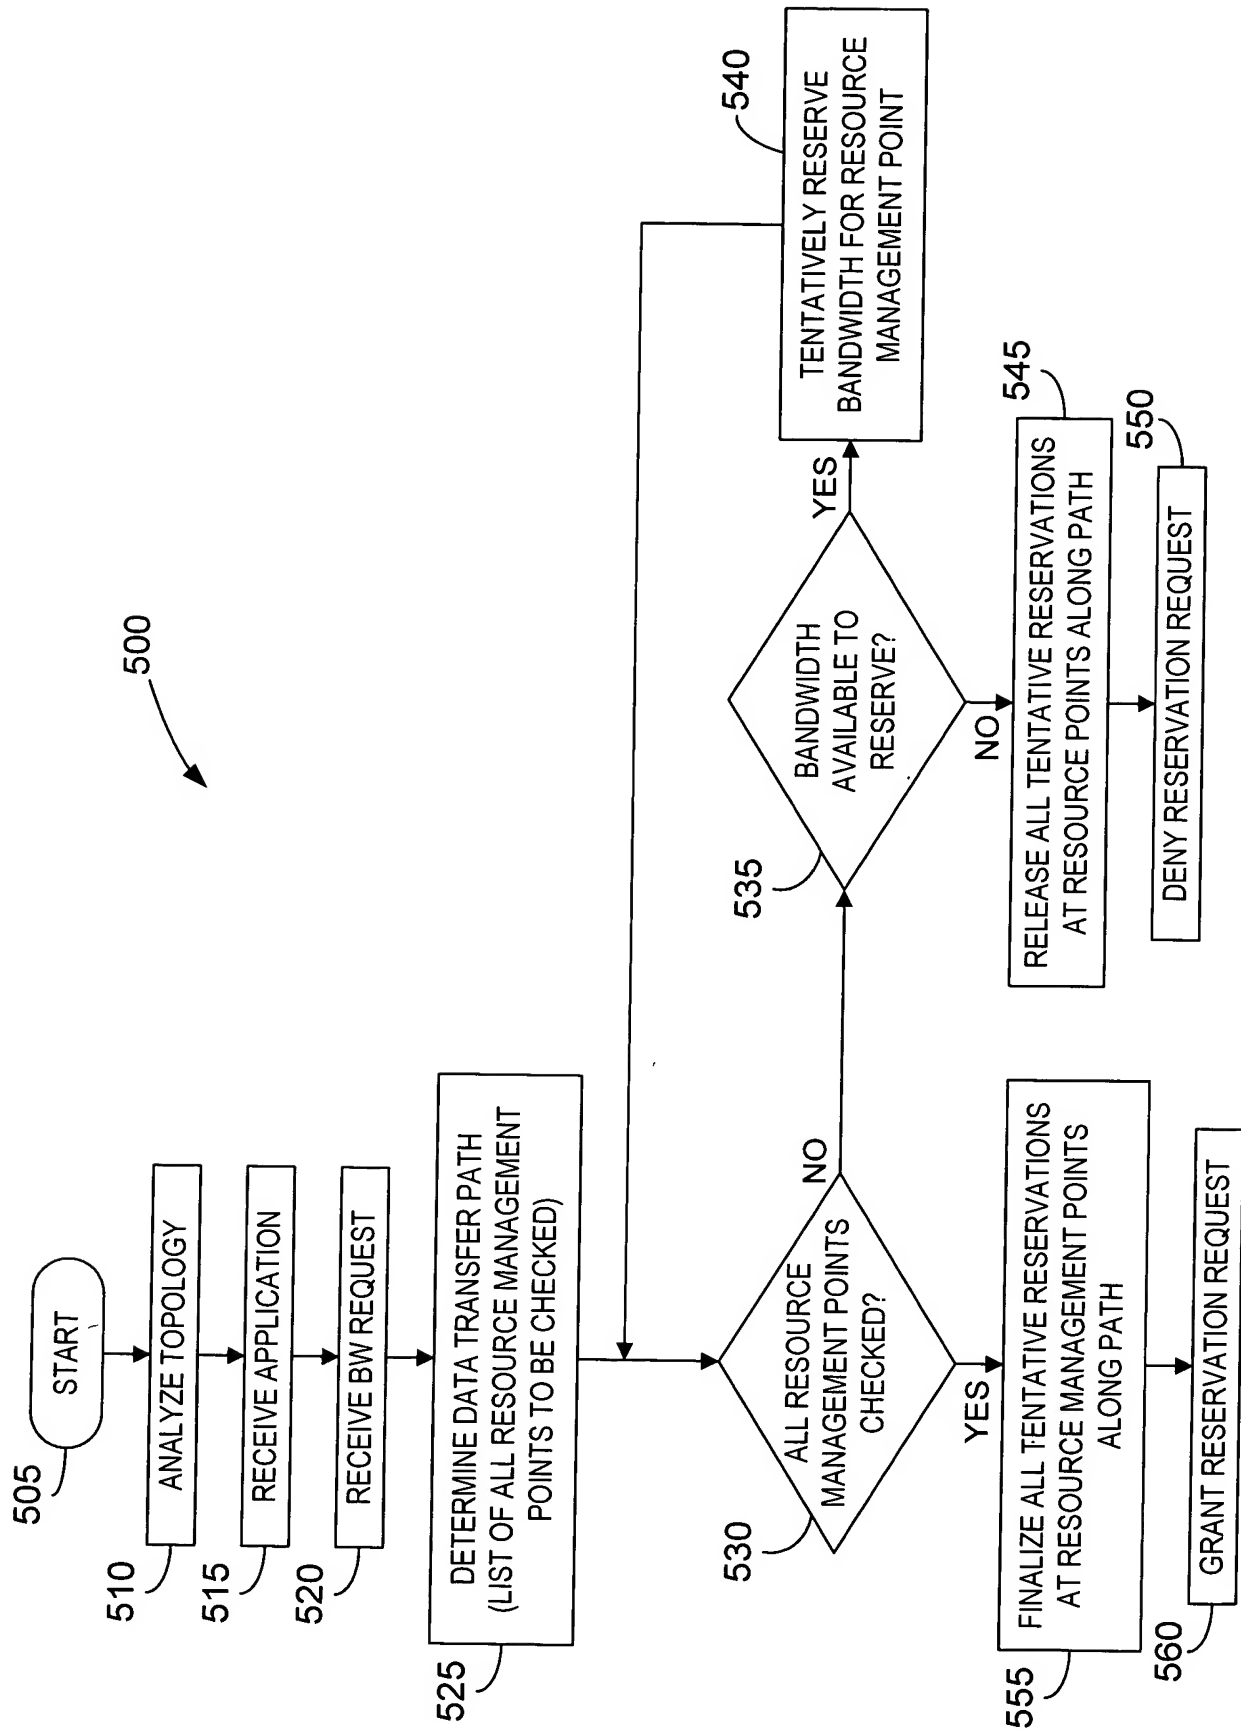 500
505
START
510
ANALYZE TOPOLOGY
515
RECEIVE APPLICATION
520
RECEIVE BW REQUEST
525
DETERMINE DATA TRANSFER PATH
(LIST OF ALL RESOURCE MANAGEMENT
POINTS TO BE CHECKED)
530
ALL RESOURCE
MANAGEMENT POINTS
CHECKED?
NO
YES
535
BANDWIDTH
AVAILABLE TO
RESERVE?
YES
NO
540
TENTATIVELY RESERVE
BANDWIDTH FOR RESOURCE
MANAGEMENT POINT
545
RELEASE ALL TENTATIVE RESERVATIONS
AT RESOURCE POINTS ALONG PATH
550
DENY RESERVATION REQUEST
555
FINALIZE ALL TENTATIVE RESERVATIONS
AT RESOURCE MANAGEMENT POINTS
ALONG PATH
560
GRANT RESERVATION REQUEST